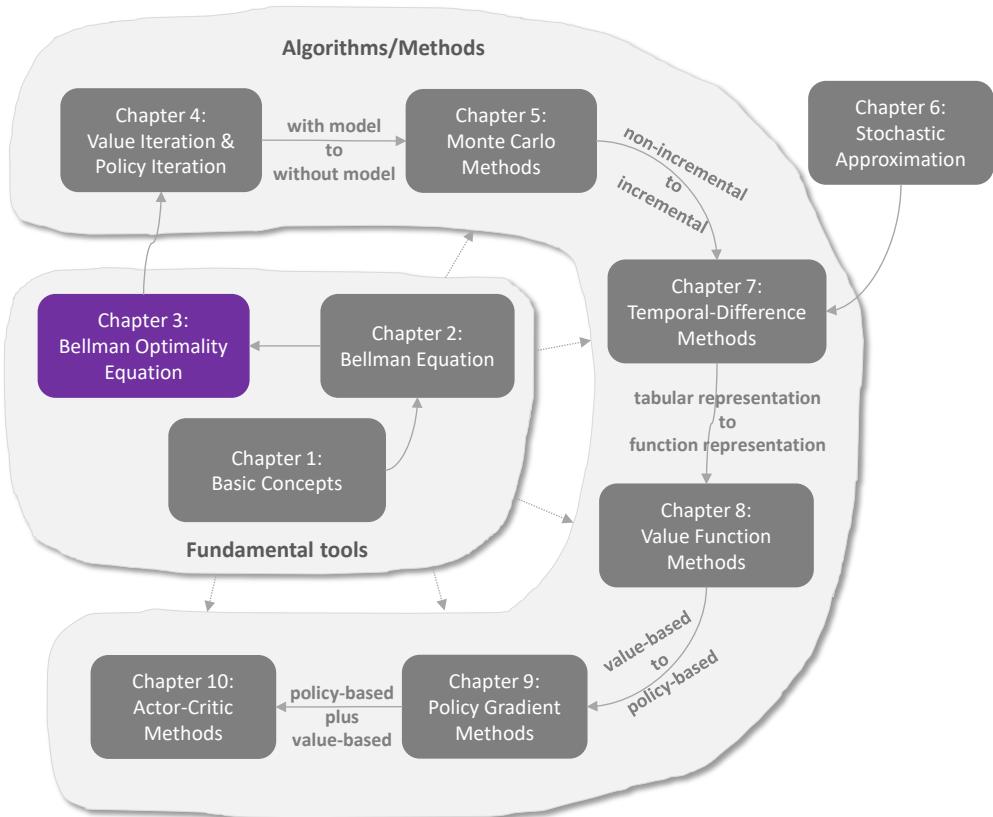 Algorithms/Methods
Chapter 4:
Value Iteration &
Policy Iteration
with model
to
without model
Chapter 5:
Monte Carlo
Methods
non-incremental
to
incremental
Chapter 6:
Stochastic
Approximation
Chapter 3:
Bellman Optimality
Equation
Chapter 2:
Bellman Equation
Chapter 1:
Basic Concepts
Fundamental tools
Chapter 7:
Temporal-Difference
Methods
tabular representation
to
function representation
Chapter 8:
Value Function
Methods
value-based
to
policy-based
Chapter 9:
Policy Gradient
Methods
policy-based
plus
value-based
Chapter 10:
Actor-Critic
Methods